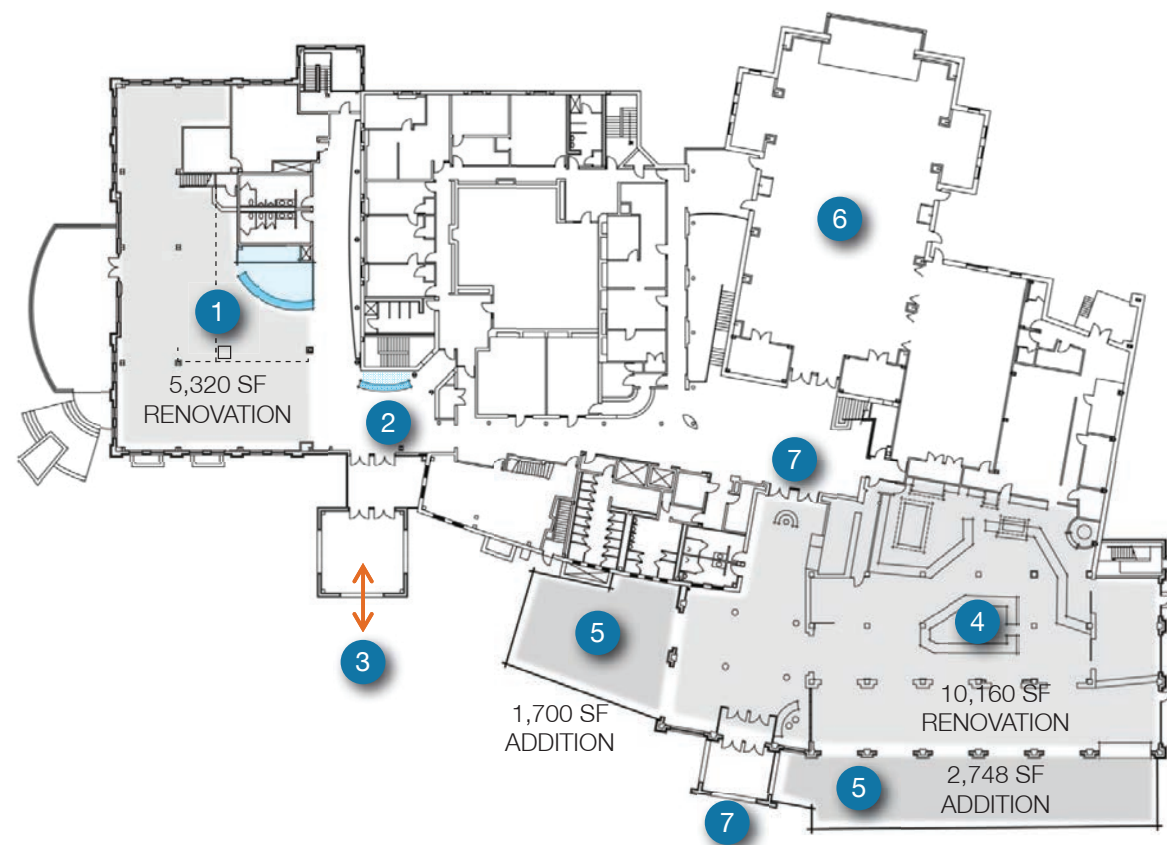 6
1
5,320 SF
RENOVATION
2
7
3
5
4
1,700 SF
ADDITION
10,160 SF
RENOVATION
5
2,748 SF
ADDITION
7